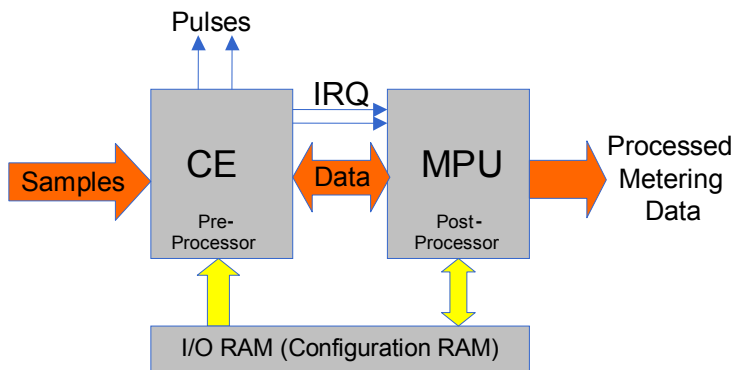 Pulses
IRQ
CE
MPU
Samples
Data
Processed
Metering
Data
Pre-
Processor
Post-
Processor
I/O RAM (Configuration RAM)